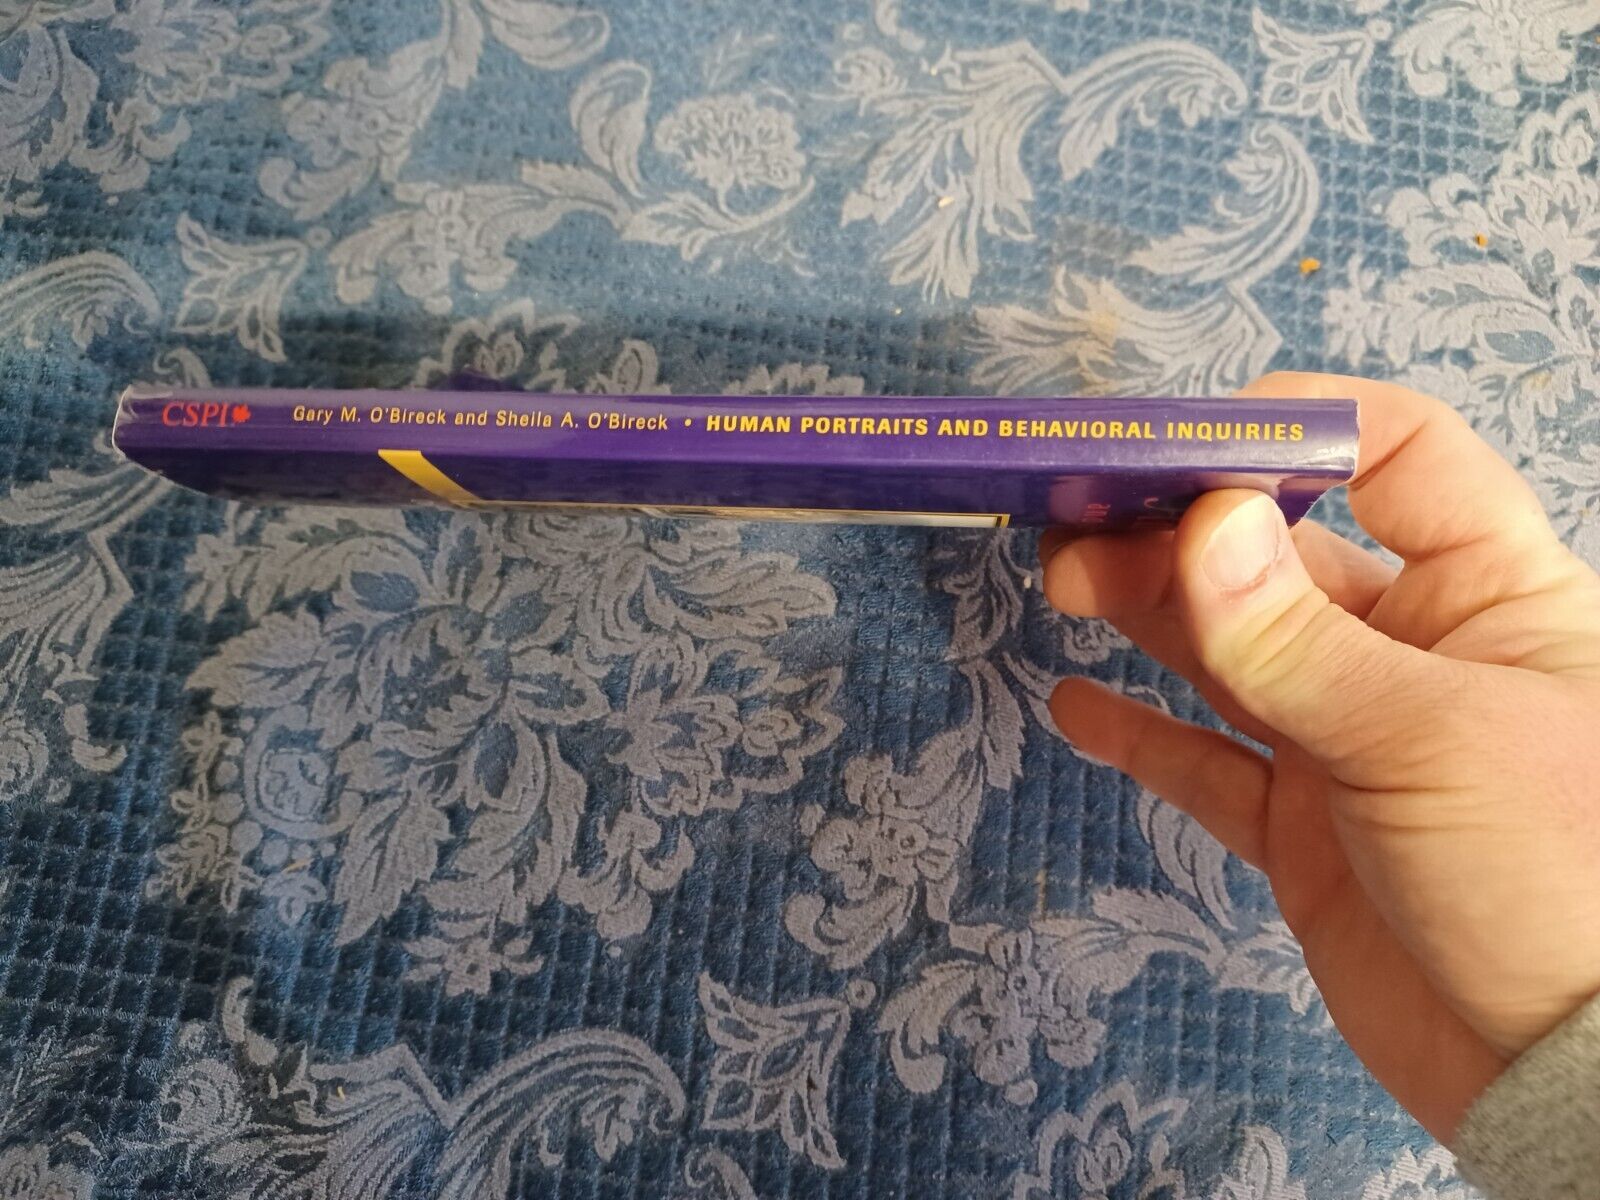 CSPI Gary M. O'Bireck and Sheila A. O'Bireck • HUMAN PORTRAITS AND BEHAVIORAL INQUIRIES